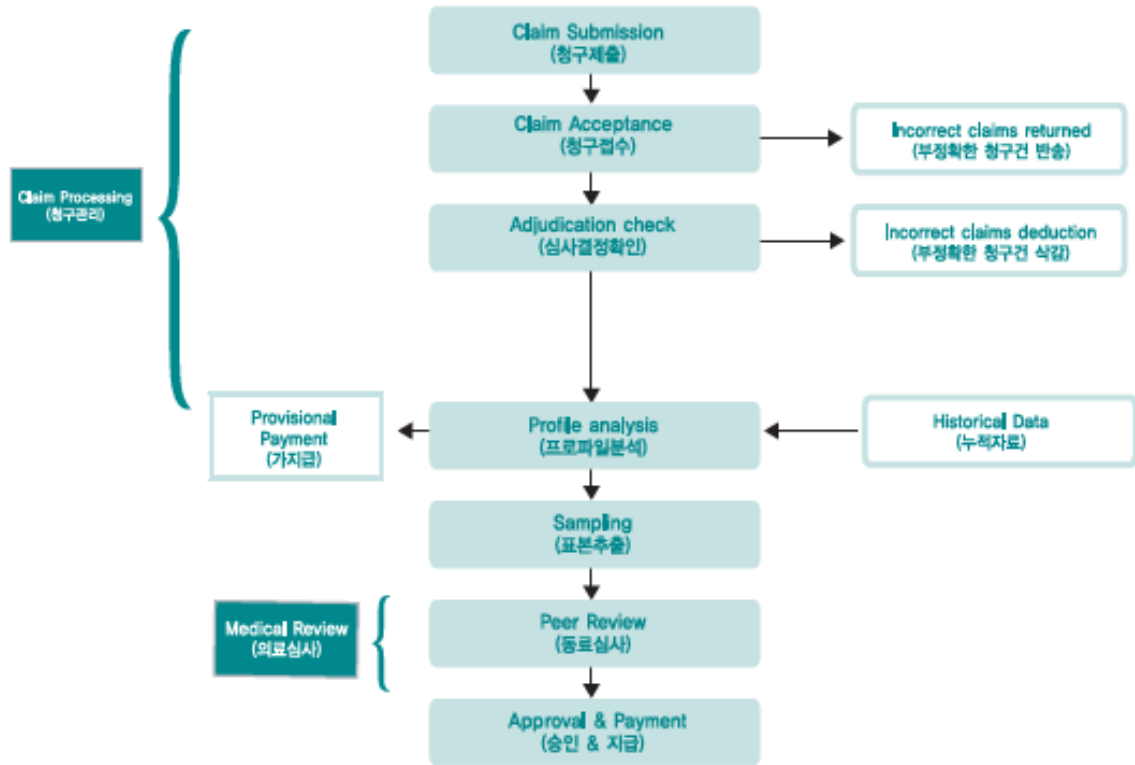 Claim Submission
(청구제출)
Claim Acceptance
(청구접수)
Incorrect claims returned
(부정확한 청구건 반송)
Claim Processing
(청구관리)
Adjudication check
(심사결정확인)
Incorrect claims deduction
(부정확한 청구건 삭감)
Provisional
Payment
(가지급)
Profile analysis
(프로파일분석)
Historical Data
(누적자료)
Sampling
(표본추출)
Medical Review
(의료심사)
Peer Review
(동료심사)
Approval & Payment
(승인 & 지급)